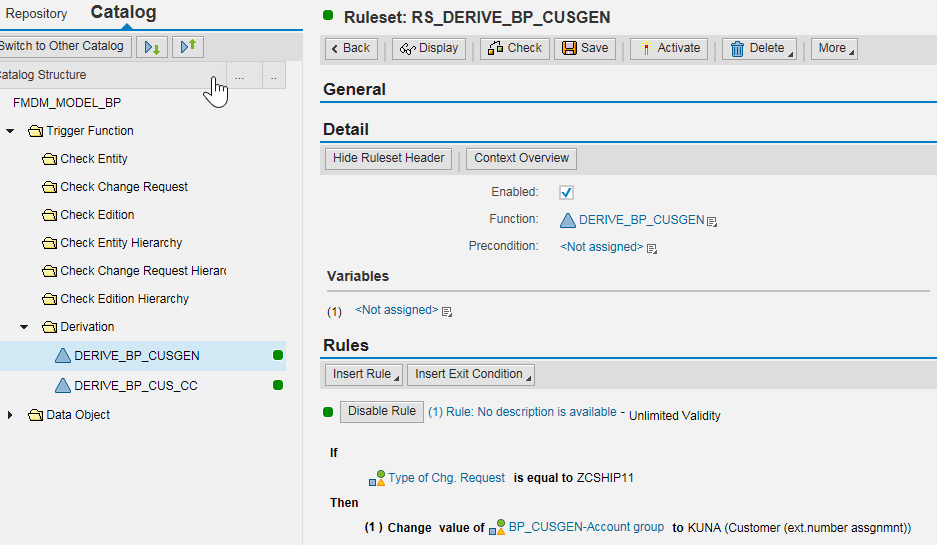 Repository Catalog
Switch to Other Catalog
Catalog Structure ... ..
FMDM_MODEL_BP
Trigger Function
Check Entity
Check Change Request
Check Edition
Check Entity Hierarchy
Check Change Request Hierarc
Check Edition Hierarchy
Derivation
DERIVE_BP_CUSGEN
DERIVE_BP_CUS_CC
Data Object
Ruleset: RS_DERIVE_BP_CUSGEN
Back Display Check Save Activate Delete More
General
Detail
Hide Ruleset Header Context Overview
Enabled:
Function: DERIVE_BP_CUSGEN
Precondition: <Not assigned>
Variables
(1) <Not assigned>
Rules
Insert Rule Insert Exit Condition
Disable Rule (1) Rule: No description is available - Unlimited Validity
If
Type of Chg. Request is equal to ZCSHIP11
Then
(1 ) Change value of BP_CUSGEN-Account group to KUNA (Customer (ext.number assgnmnt))